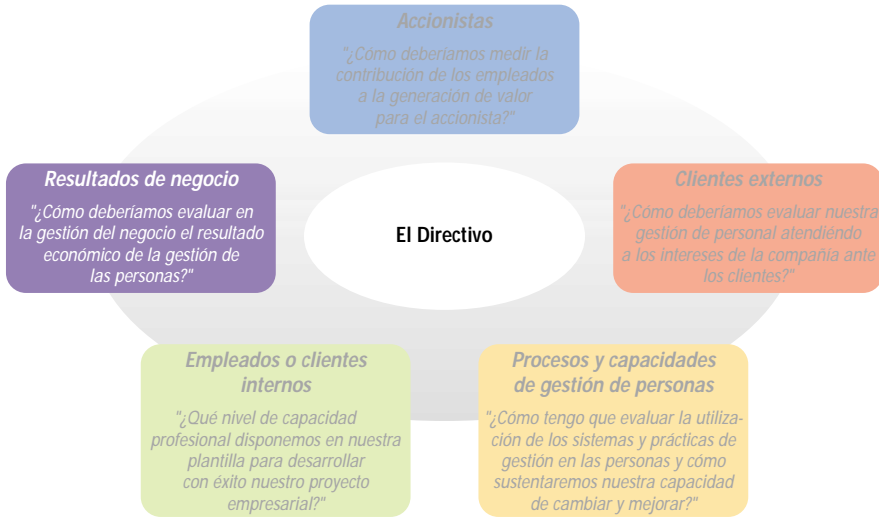 Accionistas
"¿Cómo deberíamos medir la
contribución de los empleados
a la generación de valor
para el accionista?"
Resultados de negocio
"¿Cómo deberíamos evaluar en
la gestión del negocio el resultado
económico de la gestión de
las personas?"
El Directivo
Clientes externos
"¿Cómo deberíamos evaluar nuestra
gestión de personal atendiéndo
a los intereses de la compañía ante
los clientes?"
Empleados o clientes
internos
"¿Qué nivel de capacidad
profesional disponemos en nuestra
plantilla para desarrollar
con éxito nuestro proyecto
empresarial?"
Procesos y capacidades
de gestión de personas
"¿Cómo tengo que evaluar la utiliza-
ción de los sistemas y prácticas de
gestión en las personas y cómo
sustentaremos nuestra capacidad
de cambiar y mejorar?"